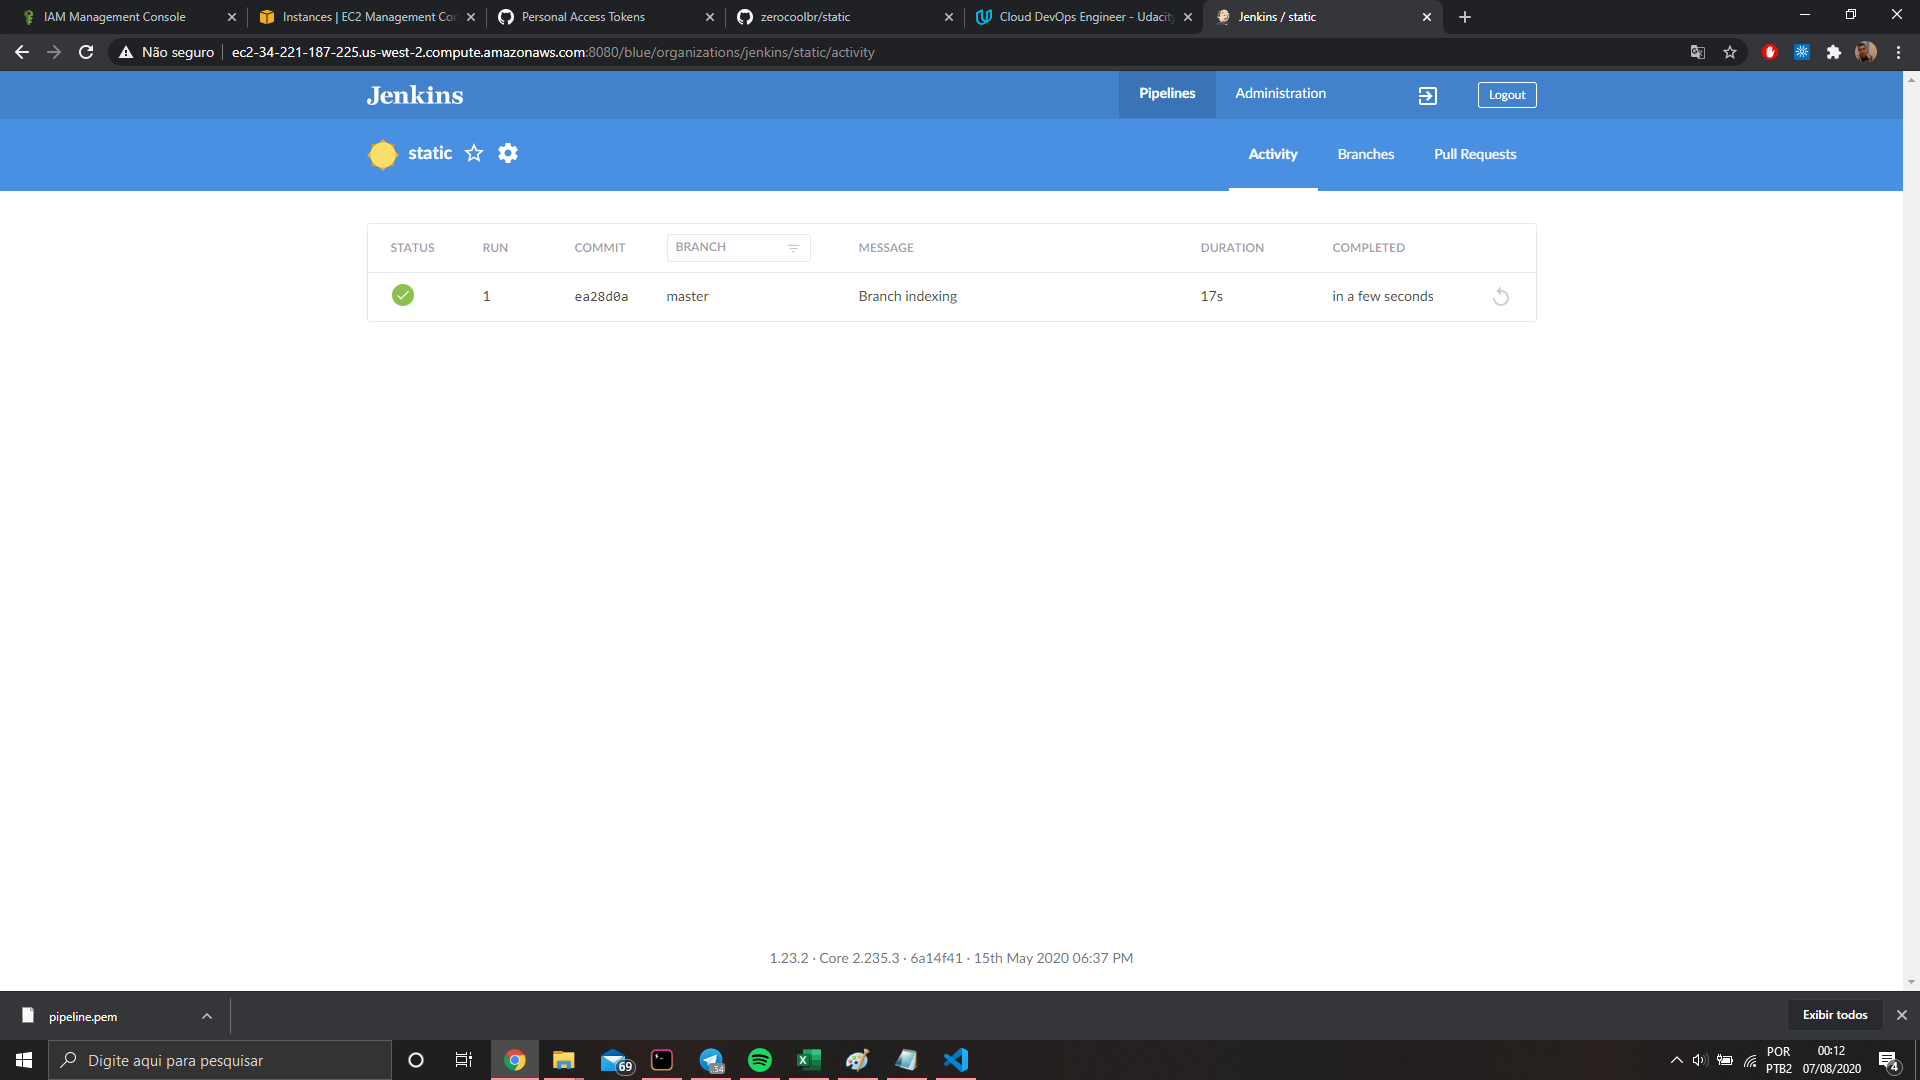 IAM Management Console
Instances | EC2 Management Con
Personal Access Tokens
zerocoolbr/static
Cloud DevOps Engineer - Udacity
Jenkins / static
Não seguro
ec2-34-221-187-225.us-west-2.compute.amazonaws.com:8080/blue/organizations/jenkins/static/activity
Jenkins
Pipelines
Administration
Logout
static
Activity
Branches
Pull Requests
STATUS RUN COMMIT BRANCH MESSAGE DURATION COMPLETED
1 ea28d0a master Branch indexing 17s in a few seconds
1.23.2 · Core 2.235.3 · 6a14f41 · 15th May 2020 06:37 PM
pipeline.pem
Exibir todos
Digite aqui para pesquisar
69
54
POR
PTB2
00:12
07/08/2020
4